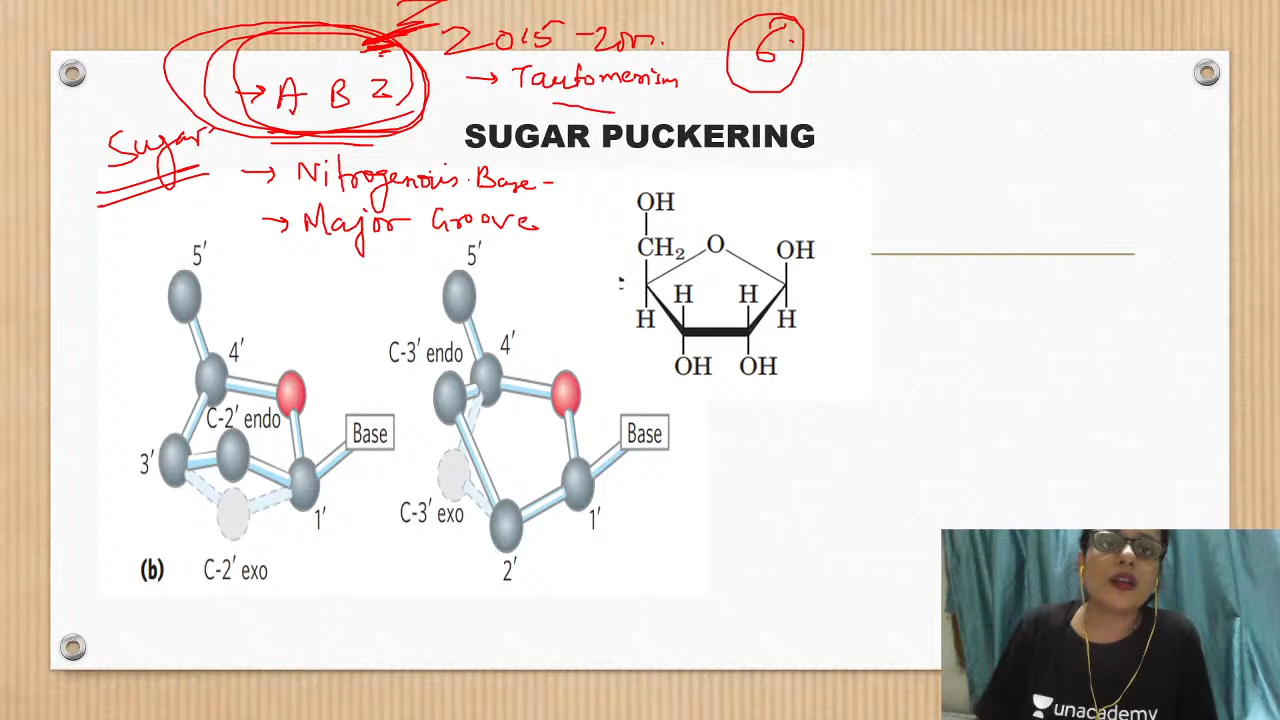 Z
2015 - 2017.
6
→ A B Z
→ Tautomerism
SUGAR PUCKERING
Sugar
→ Nitrogenous Base -
→ Major Groove
OH
CH2
O
OH
H
H
H
H
OH
OH
5′
4′
C-2′ endo
3′
Base
1′
(b)
C-2′ exo
5′
C-3′ endo
4′
Base
C-3′ exo
1′
2′
unacademy